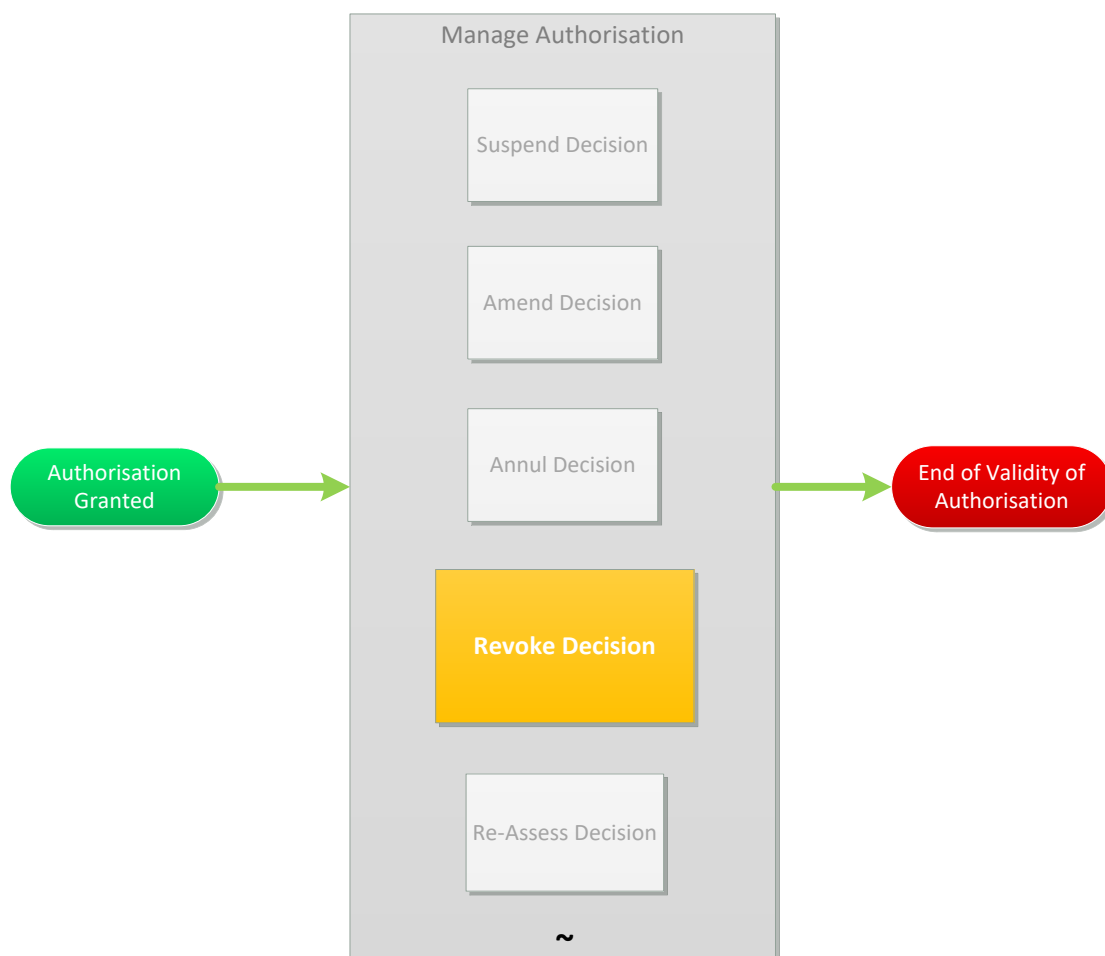 Manage Authorisation
Suspend Decision
Amend Decision
Annul Decision
Authorisation
Granted
End of Validity of
Authorisation
Revoke Decision
Re-Assess Decision
~